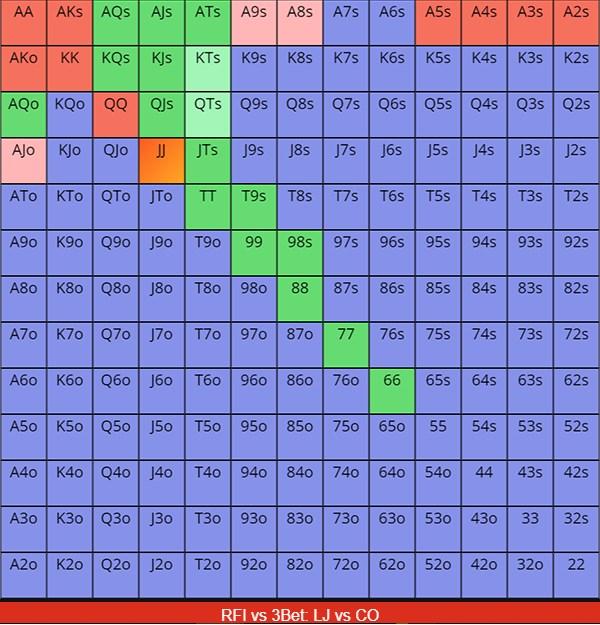 AA AKs AQs AJs ATs A9s A8s A7s A6s A5s A4s A3s A2s
AKo KK KQs KJs KTs K9s K8s K7s K6s K5s K4s K3s K2s
AQo KQo QQ QJs QTs Q9s Q8s Q7s Q6s Q5s Q4s Q3s Q2s
AJo KJo QJo JJ JTs J9s J8s J7s J6s J5s J4s J3s J2s
ATo KTo QTo JTo TT T9s T8s T7s T6s T5s T4s T3s T2s
A9o K9o Q9o J9o T9o 99 98s 97s 96s 95s 94s 93s 92s
A8o K8o Q8o J8o T8o 98o 88 87s 86s 85s 84s 83s 82s
A7o K7o Q7o J7o T7o 97o 87o 77 76s 75s 74s 73s 72s
A6o K6o Q6o J6o T6o 96o 86o 76o 66 65s 64s 63s 62s
A5o K5o Q5o J5o T5o 95o 85o 75o 65o 55 54s 53s 52s
A4o K4o Q4o J4o T4o 94o 84o 74o 64o 54o 44 43s 42s
A3o K3o Q3o J3o T3o 93o 83o 73o 63o 53o 43o 33 32s
A2o K2o Q2o J2o T2o 92o 82o 72o 62o 52o 42o 32o 22
RFI vs 3Bet: LJ vs CO